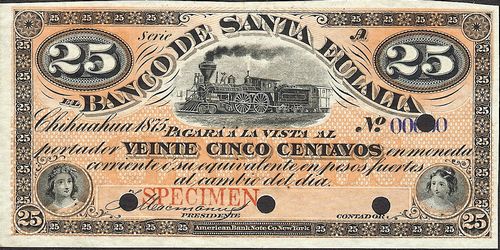 Serie A
25 25
EL BANCO DE SANTA EULALIA
Chihuahua 1875. PAGARÁ A LA VISTA AL
Nº 00000
portador VEINTE CINCO CENTAVOS en moneda
corriente ó su equivalente en pesos fuertes
al cambio del dia.
SPECIMEN
PRESIDENTE CONTADOR
25 American Bank Note Co. New York 25